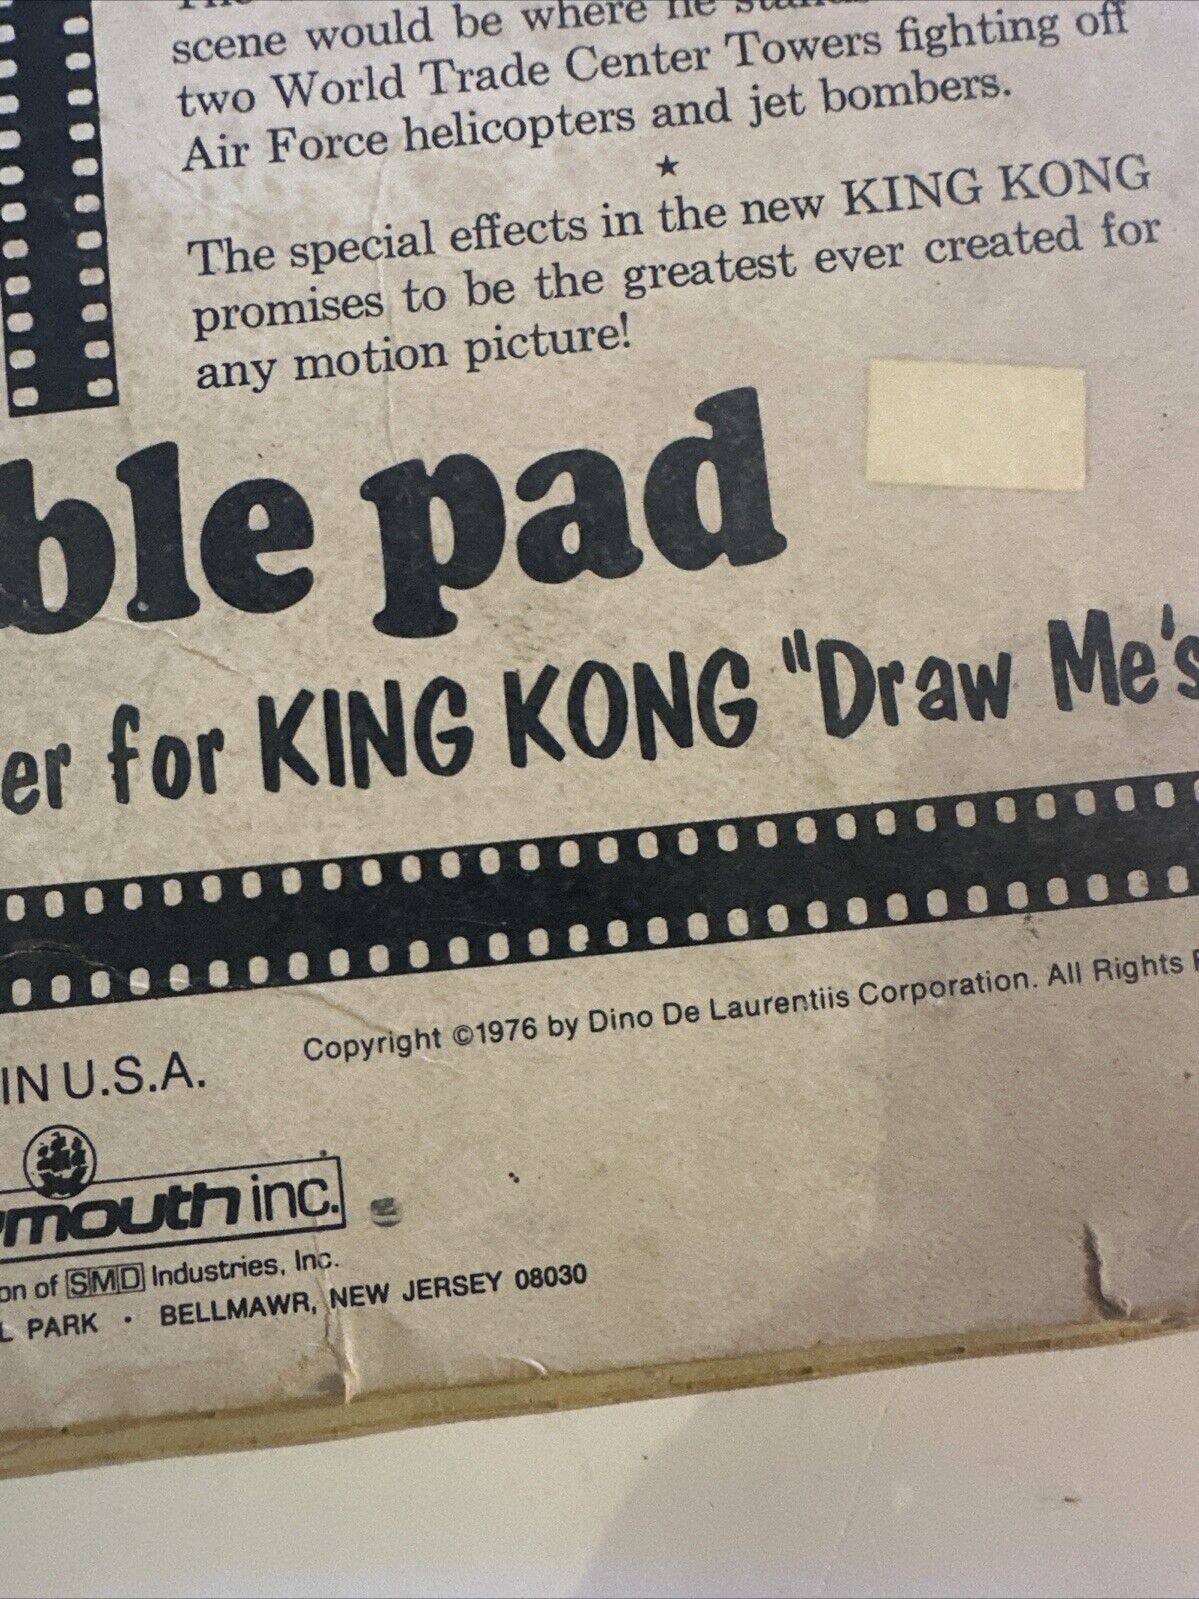 scene would be where he
two World Trade Center Towers fighting off
Air Force helicopters and jet bombers.
★
The special effects in the new KING KONG
promises to be the greatest ever created for
any motion picture!
ble pad
er for KING KONG "Draw Me's
Copyright ©1976 by Dino De Laurentiis Corporation. All Rights
IN U.S.A.
mouth inc.
on of SMD Industries, Inc.
L PARK · BELLMAWR, NEW JERSEY 08030